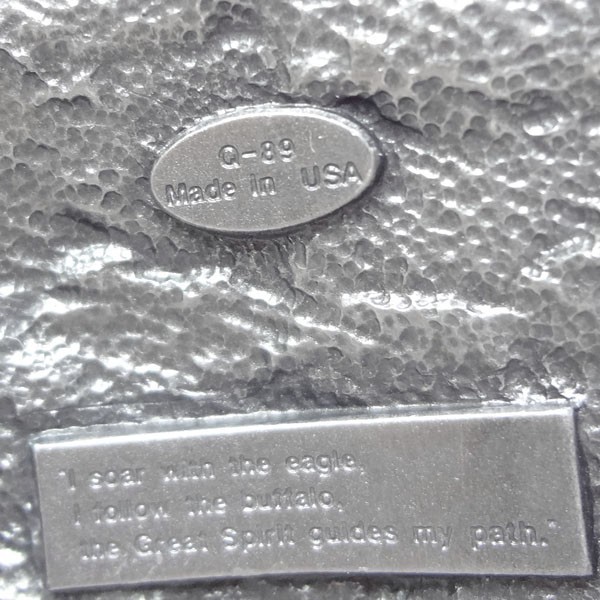 Q-89
Made in USA
"I soar with the eagle,
I follow the buffalo,
the Great Spirit guides my path."